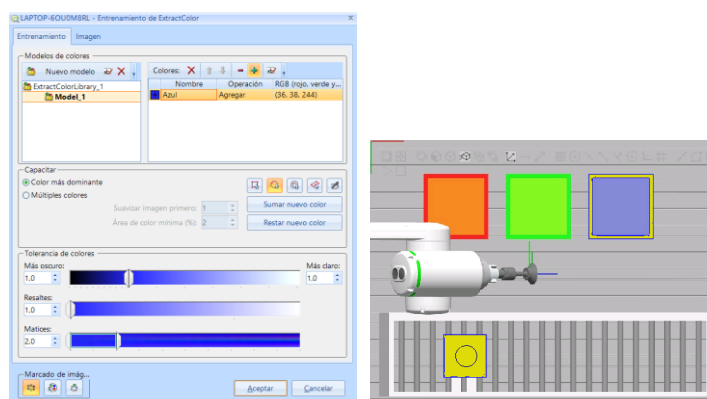 LAPTOP-6OU0M8RL - Entrenamiento de ExtractColor
Entrenamiento Imagen
Modelos de colores
Nuevo modelo
ExtractColorLibrary_1
Model_1
Colores:
Nombre Operación RGB (rojo, verde y...
Azul Agregar (36, 38, 244)
Capacitar
Color más dominante
Múltiples colores
Suavizar imagen primero: 1
Área de color mínima (%): 2
Sumar nuevo color
Restar nuevo color
Tolerancia de colores
Más oscuro: Más claro:
1,0 1,0
Resaltes:
1,0
Matices:
2,0
Marcado de imág...
Aceptar Cancelar